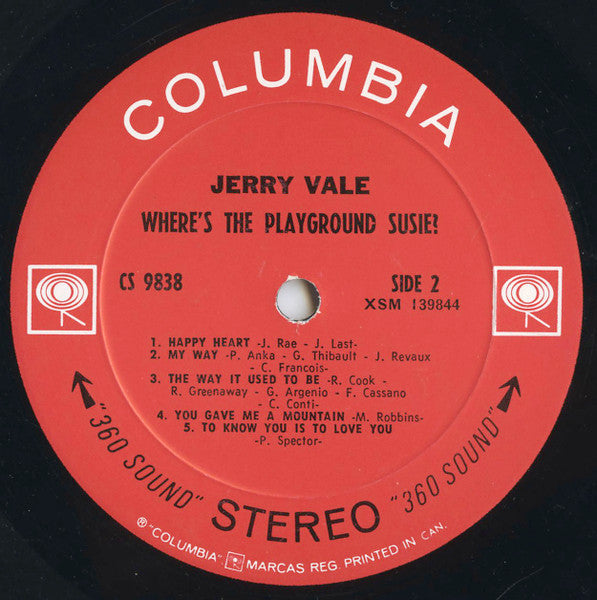 COLUMBIA
JERRY VALE
WHERE'S THE PLAYGROUND SUSIE?
CS 9838
SIDE 2
XSM 139844
1. HAPPY HEART -J. Rae - J. Last-
2. MY WAY -P. Anka - G. Thibault - J. Revaux
- C. Francois-
3. THE WAY IT USED TO BE -R. Cook -
R. Greenaway - G. Argenio - F. Cassano
- C. Conti-
4. YOU GAVE ME A MOUNTAIN -M. Robbins-
5. TO KNOW YOU IS TO LOVE YOU
-P. Spector-
"360 SOUND" STEREO "360 SOUND"
® "COLUMBIA", MARCAS REG. PRINTED IN CAN.